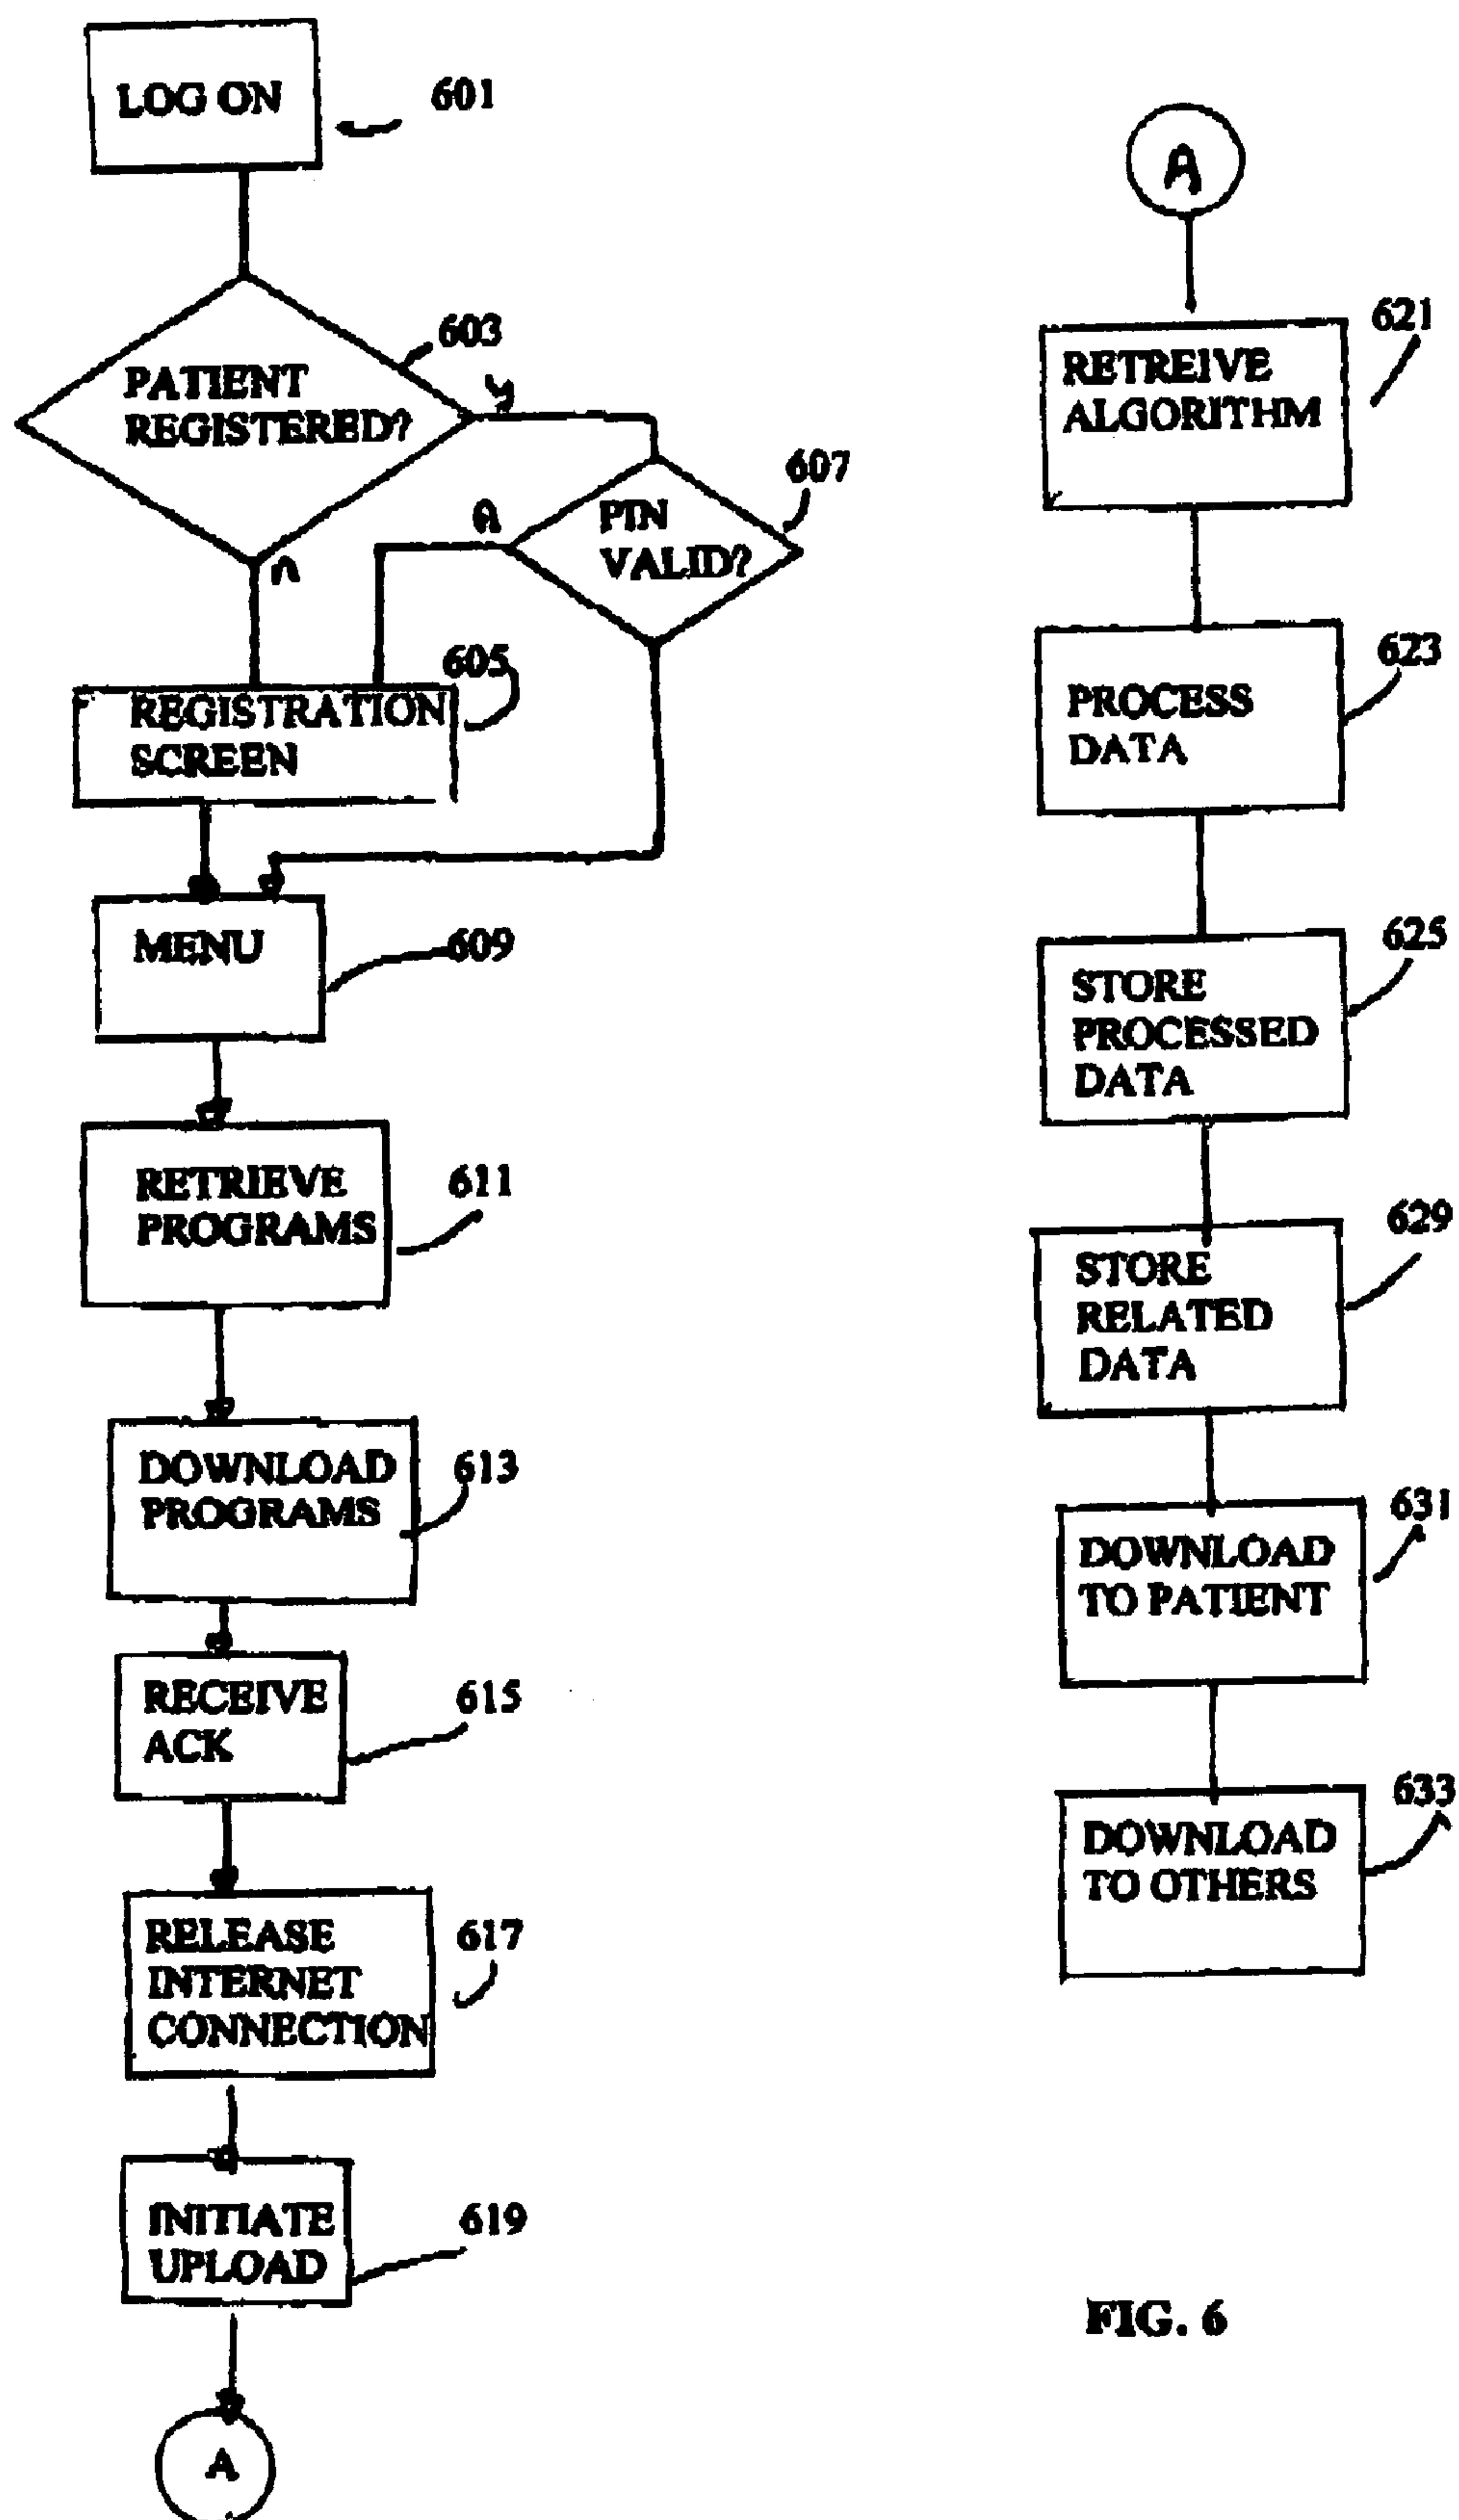 LOG ON
601
PATIENT
REGISTERED?
603
y
n
PIN
VALID?
607
n
REGISTRATION
SCREEN
605
MENU
609
RETRIEVE
PROGRAMS
611
DOWNLOAD
PROGRAMS
613
RECEIVE
ACK
615
RELEASE
INTERNET
CONNECTION
617
INITIATE
UPLOAD
619
A
A
RETREIVE
ALGORITHM
621
PROCESS
DATA
623
STORE
PROCESSED
DATA
625
STORE
RELATED
DATA
629
DOWNLOAD
TO PATIENT
631
DOWNLOAD
TO OTHERS
633
FIG. 6